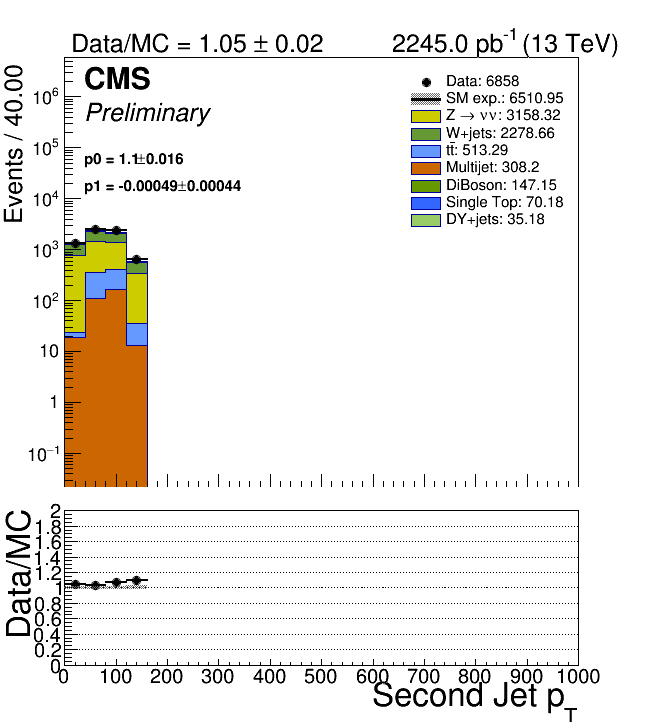 Data/MC = 1.05 ± 0.02 2245.0 pb⁻¹ (13 TeV)
CMS
Preliminary
p0 = 1.1±0.016
p1 = -0.00049±0.00044
Data: 6858
SM exp.: 6510.95
Z → νν: 3158.32
W+jets: 2278.66
tt̄: 513.29
Multijet: 308.2
DiBoson: 147.15
Single Top: 70.18
DY+jets: 35.18
Events / 40.00
10⁶
10⁵
10⁴
10³
10²
10
1
10⁻¹
Data/MC
2
1.8
1.6
1.4
1.2
1
0.8
0.6
0.4
0.2
0
0 100 200 300 400 500 600 700 800 900 1000
Second Jet p_T